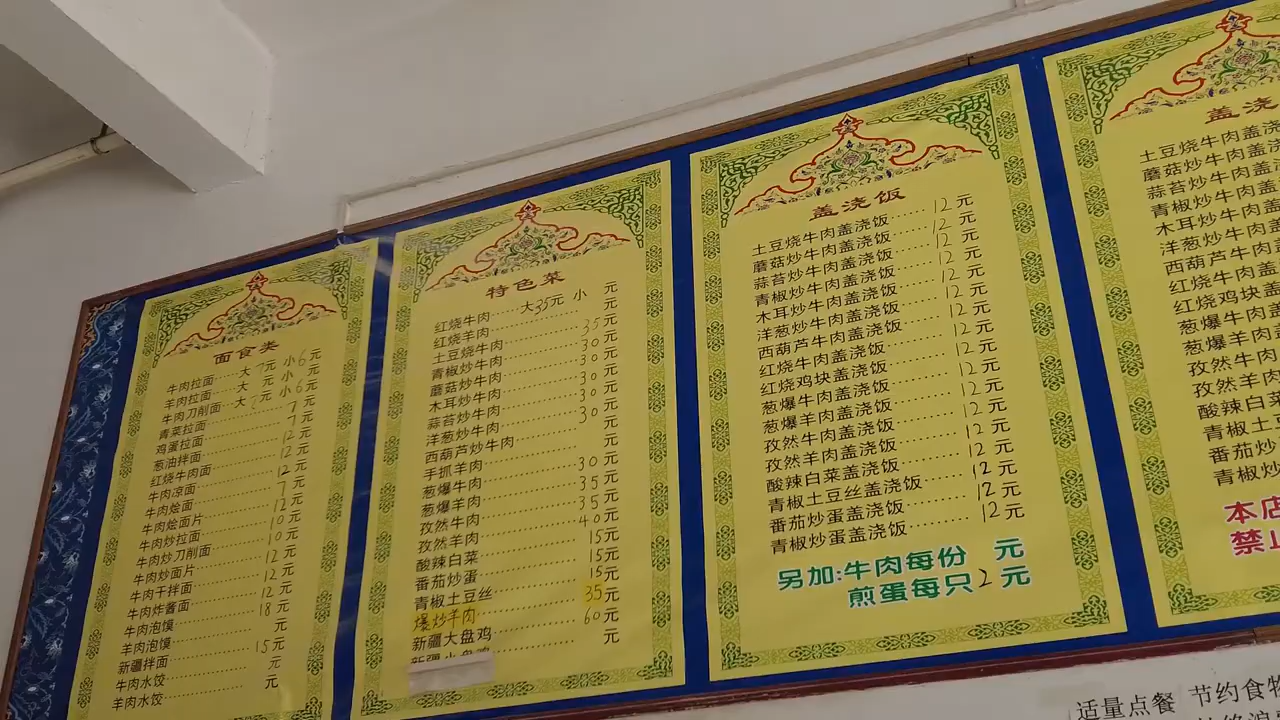 面食类
牛肉拉面 大7元 小6元
羊肉拉面 大 元 小 元
牛肉刀削面 大 元 小6元
青菜拉面 7元
鸡蛋拉面 7元
葱油拌面 12元
红烧牛肉面 12元
牛肉凉面 元
牛肉烩面 元
牛肉烩面片 12元
牛肉炒拉面 10元
牛肉炒刀削面 10元
牛肉炒面片 12元
牛肉干拌面 12元
牛肉炸酱面 12元
牛肉泡馍 18元
羊肉泡馍 元
新疆拌面 15元
牛肉水饺 元
羊肉水饺 元
特色菜
红烧牛肉 大35元 小 元
红烧羊肉 元
土豆烧牛肉 35元
青椒炒牛肉 30元
蘑菇炒牛肉 30元
木耳炒牛肉 30元
蒜苔炒牛肉 30元
洋葱炒牛肉 30元
西葫芦炒牛肉 元
手抓羊肉 元
葱爆牛肉 30元
葱爆羊肉 35元
孜然牛肉 35元
孜然羊肉 40元
酸辣白菜 15元
番茄炒蛋 15元
青椒土豆丝 15元
爆炒羊肉 35元
新疆大盘鸡 60元
新疆小盘鸡 元
盖浇饭
土豆烧牛肉盖浇饭 12元
蘑菇炒牛肉盖浇饭 12元
蒜苔炒牛肉盖浇饭 12元
青椒炒牛肉盖浇饭 12元
木耳炒牛肉盖浇饭 12元
洋葱炒牛肉盖浇饭 12元
西葫芦牛肉盖浇饭 12元
红烧牛肉盖浇饭 12元
红烧鸡块盖浇饭 12元
葱爆牛肉盖浇饭 12元
葱爆羊肉盖浇饭 12元
孜然牛肉盖浇饭 12元
孜然羊肉盖浇饭 12元
酸辣白菜盖浇饭 12元
青椒土豆丝盖浇饭 12元
番茄炒蛋盖浇饭 12元
青椒炒蛋盖浇饭 12元
另加:牛肉每份 元
煎蛋每只2元
盖浇
土豆烧牛肉盖浇
蘑菇炒牛肉盖浇
蒜苔炒牛肉盖
青椒炒牛肉盖
木耳炒牛肉盖
洋葱炒牛肉盖
西葫芦牛肉盖
红烧牛肉盖
红烧鸡块盖
葱爆牛肉盖
葱爆羊肉盖
孜然牛肉
孜然羊肉
酸辣白菜
青椒土
番茄炒
青椒炒
本店
禁止
适量点餐 节约食物